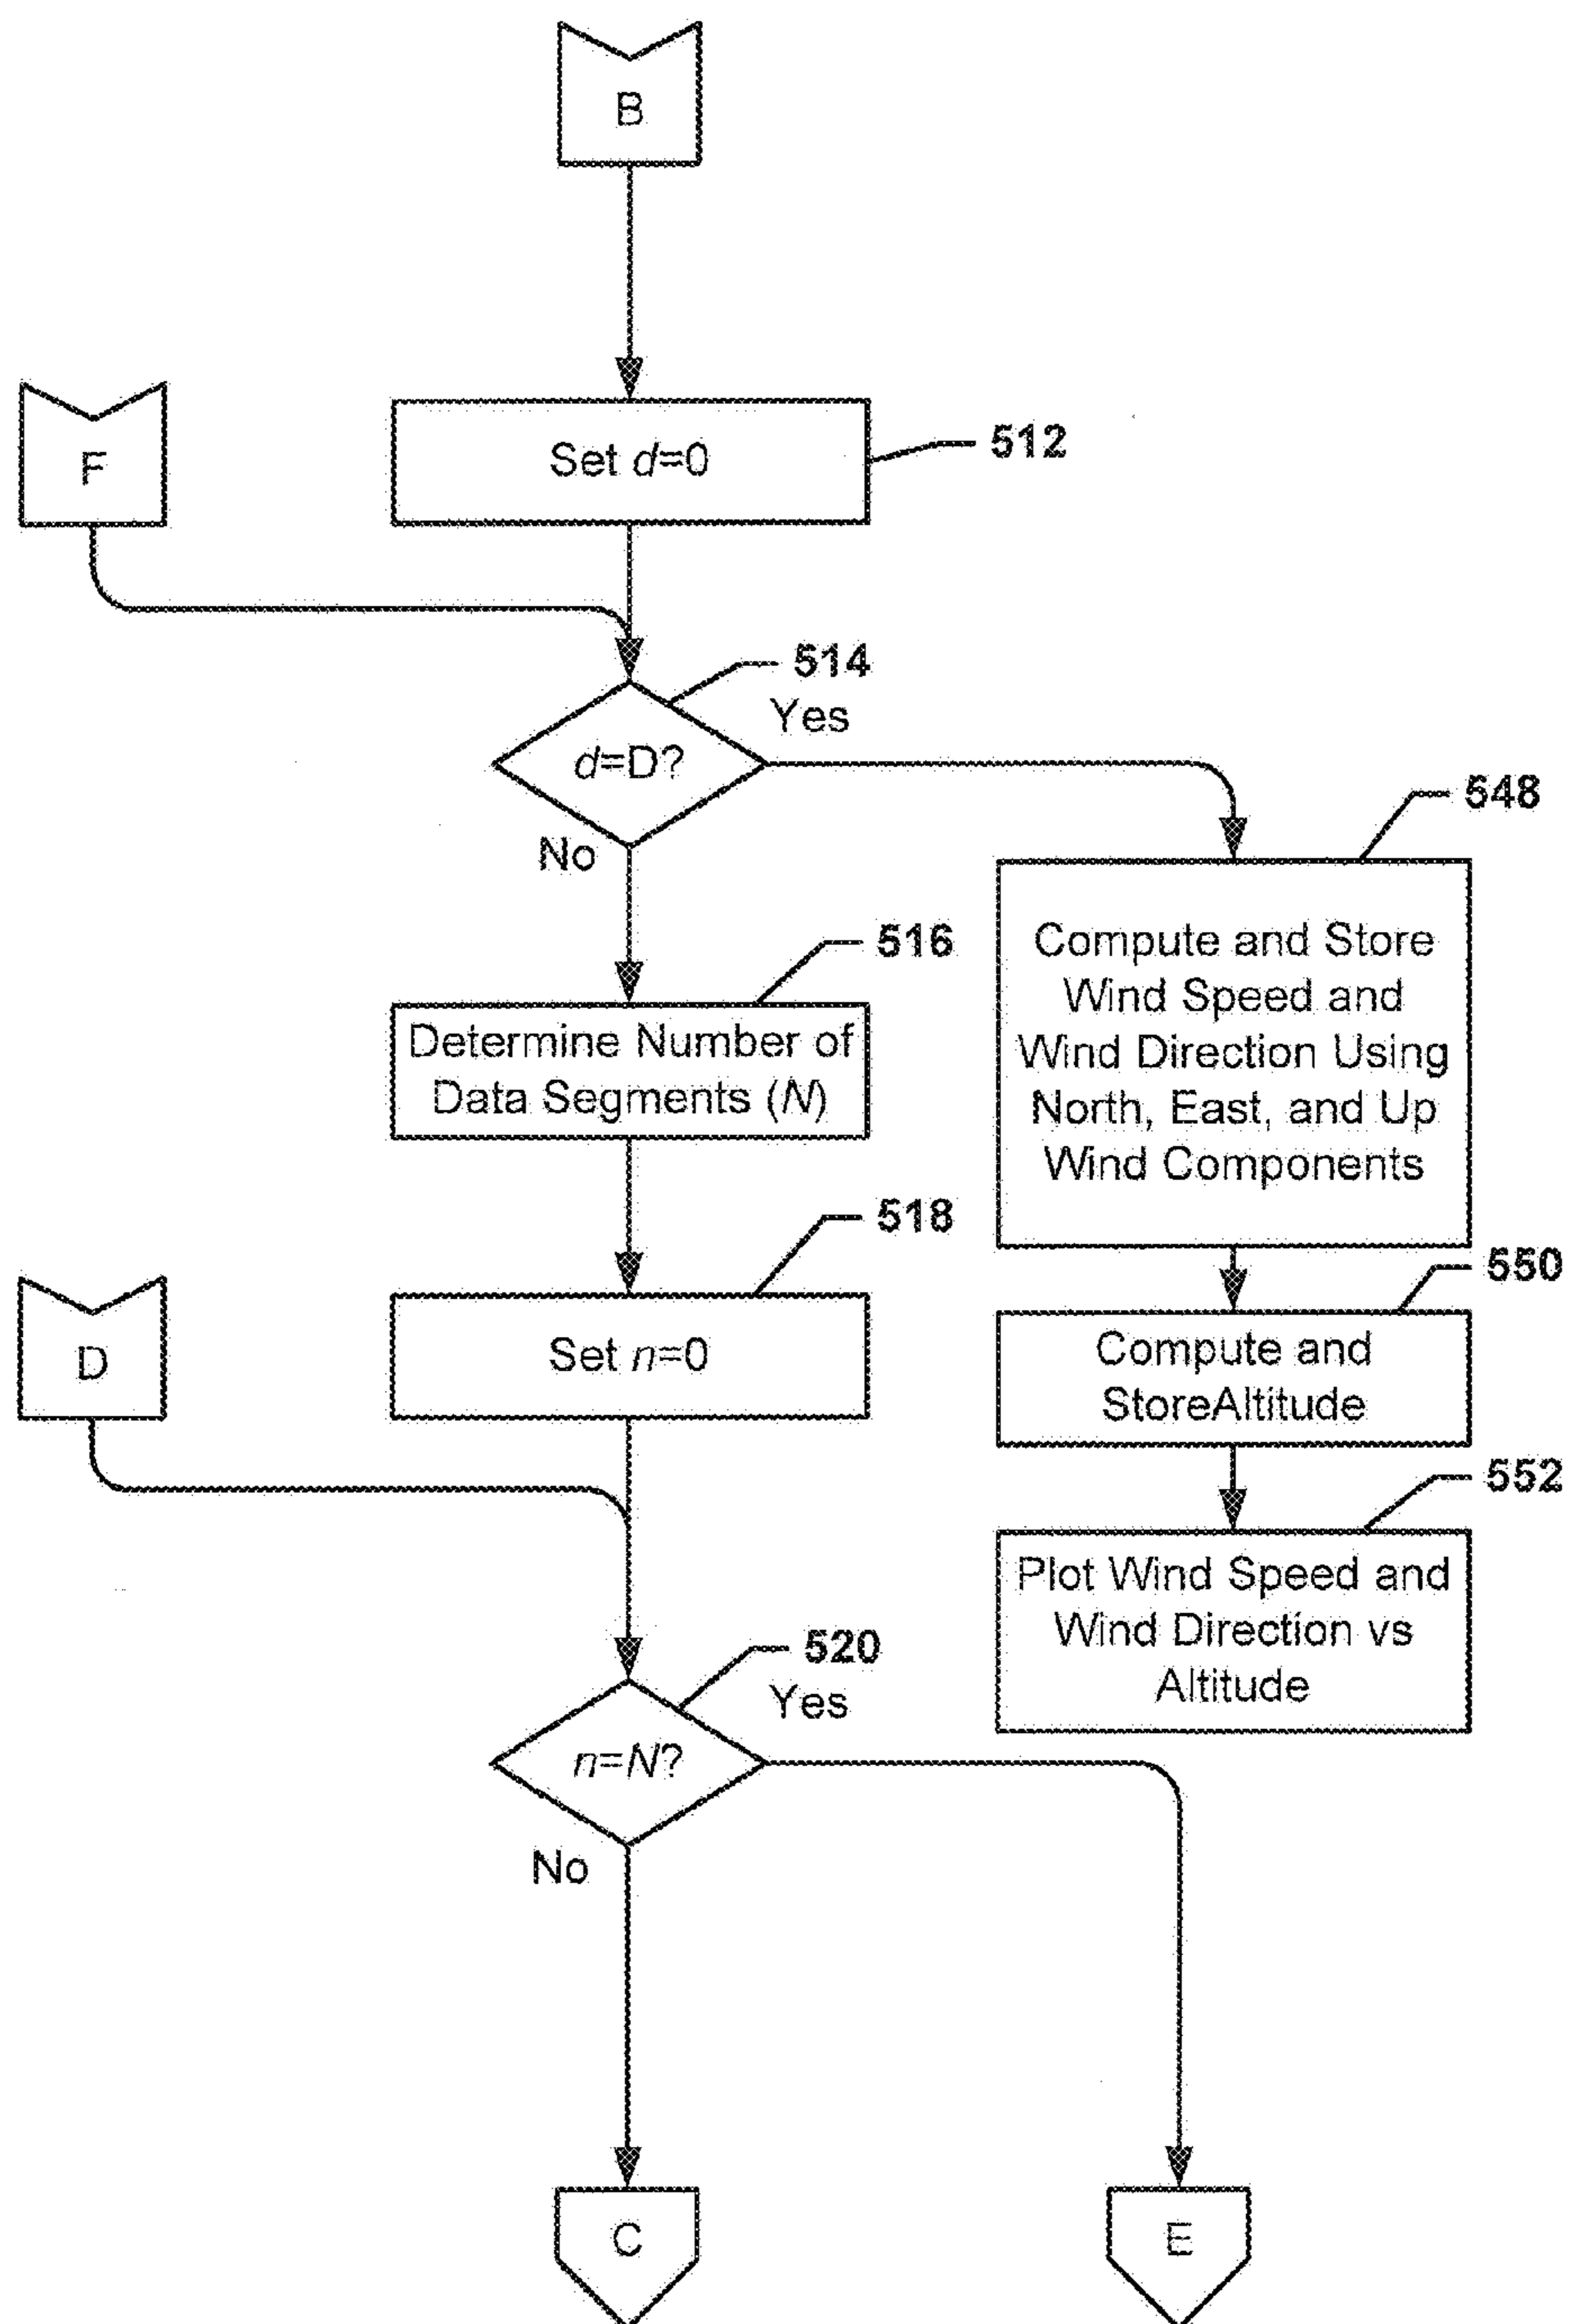 B
F
Set d=0
512
514
Yes
d=D?
No
548
516
Compute and Store
Wind Speed and
Wind Direction Using
North, East, and Up
Wind Components
Determine Number of
Data Segments (N)
518
550
D
Set n=0
Compute and
StoreAltitude
552
Plot Wind Speed and
Wind Direction vs
Altitude
520
Yes
n=N?
No
C
E